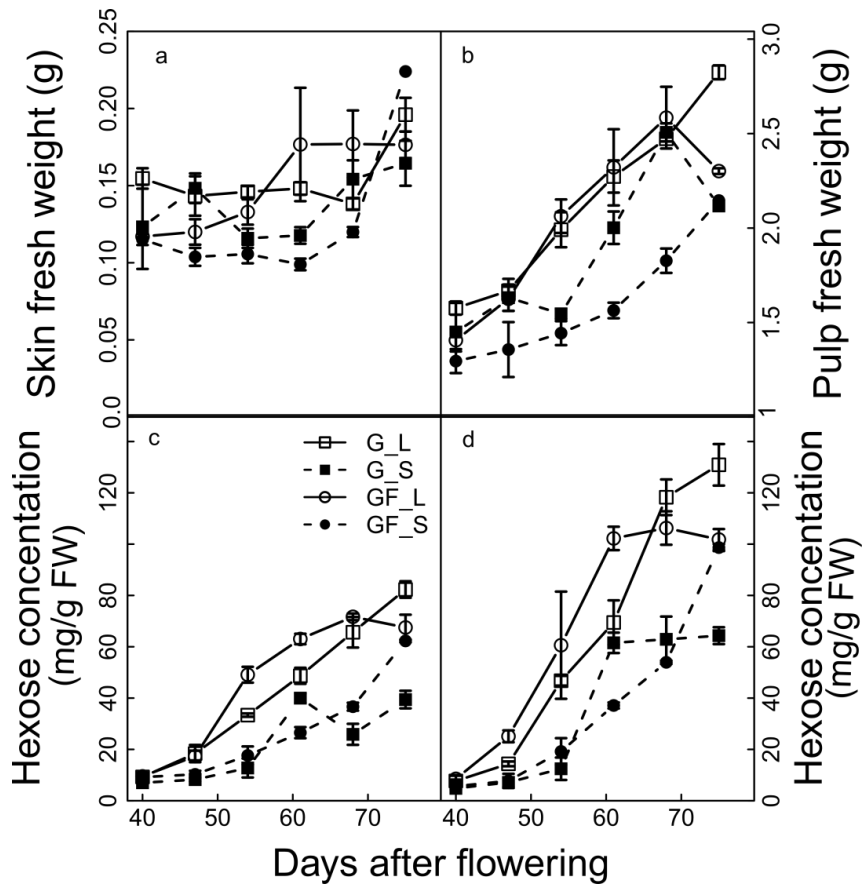 a
b
Skin fresh weight (g)
0.0
0.05
0.10
0.15
0.20
0.25
Pulp fresh weight (g)
1
1.5
2.0
2.5
3.0
c
d
G_L
G_S
GF_L
GF_S
Hexose concentration
(mg/g FW)
0
20
40
60
80
100
120
Hexose concentration
(mg/g FW)
0
20
40
60
80
120
40
50
60
70
40
50
60
70
Days after flowering